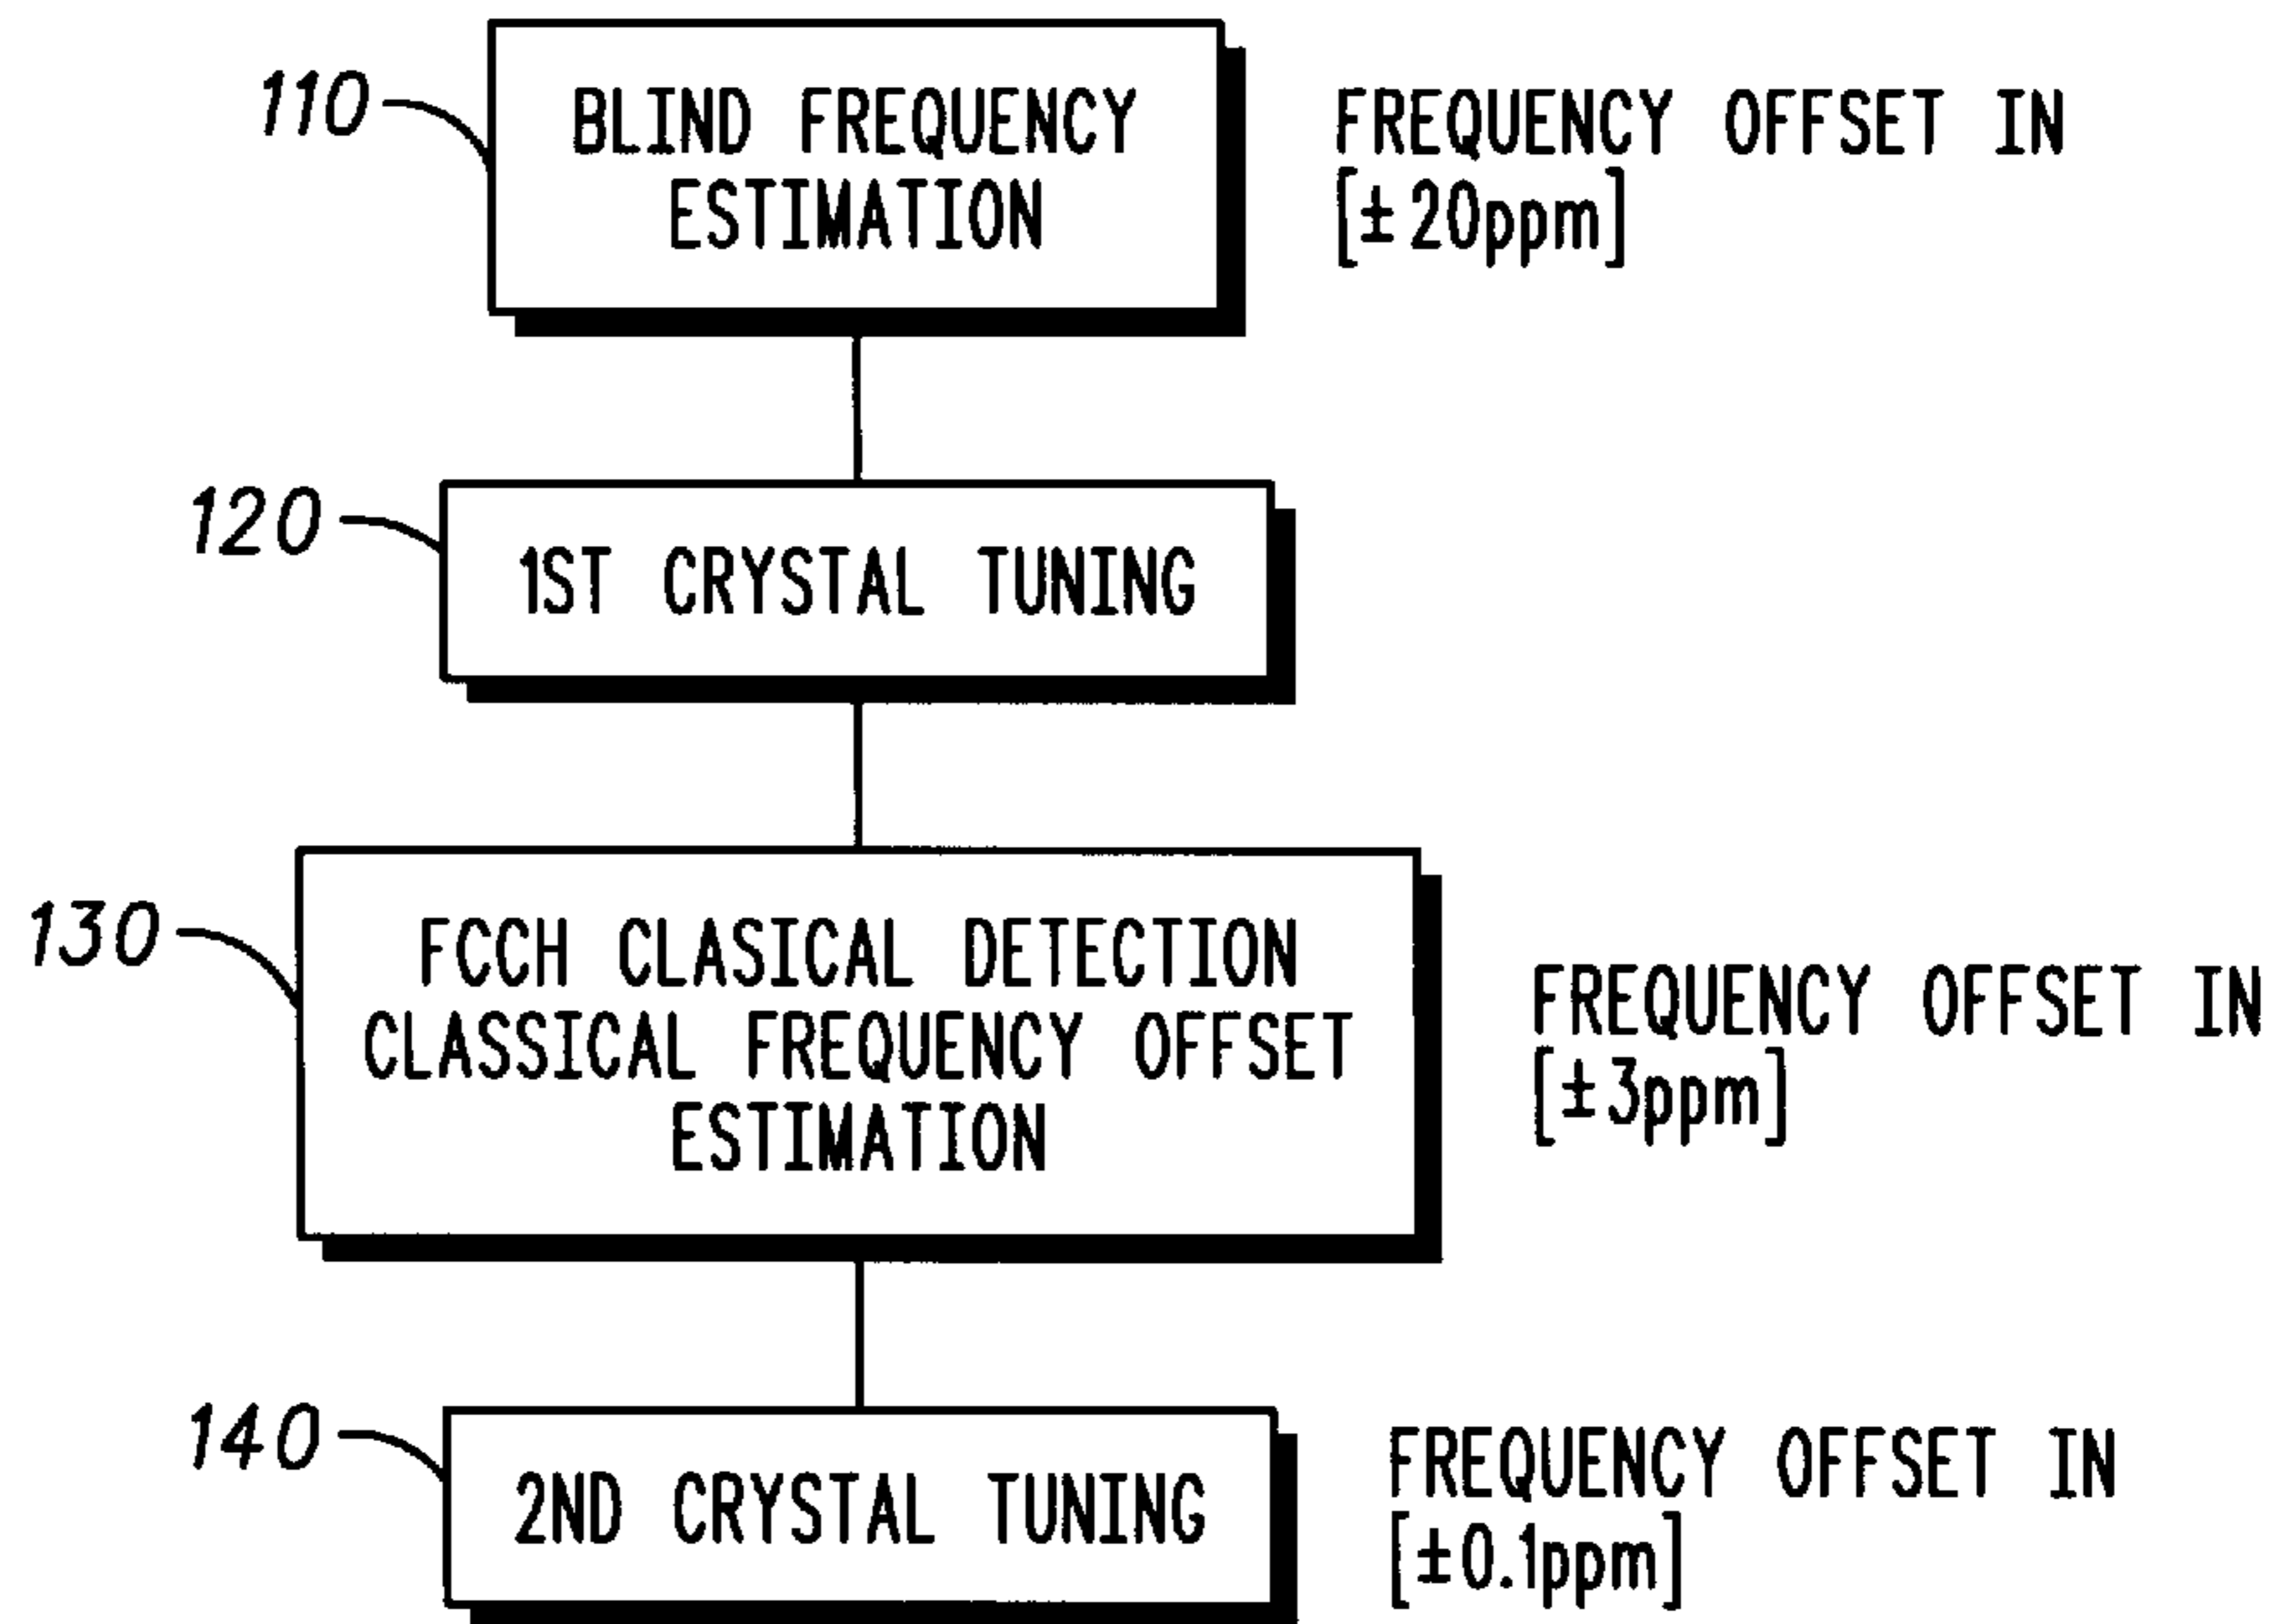 110
BLIND FREQUENCY
ESTIMATION
FREQUENCY OFFSET IN
[±20ppm]
120
1ST CRYSTAL TUNING
130
FCCH CLASICAL DETECTION
CLASSICAL FREQUENCY OFFSET
ESTIMATION
FREQUENCY OFFSET IN
[±3ppm]
140
2ND CRYSTAL TUNING
FREQUENCY OFFSET IN
[±0.1ppm]